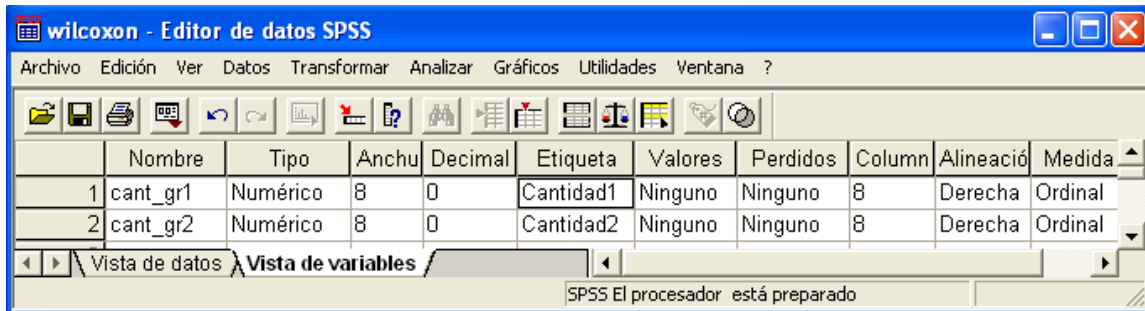 wilcoxon - Editor de datos SPSS
Archivo Edición Ver Datos Transformar Analizar Gráficos Utilidades Ventana ?
Nombre Tipo Anchu Decimal Etiqueta Valores Perdidos Column Alineació Medida
1 cant_gr1 Numérico 8 0 Cantidad1 Ninguno Ninguno 8 Derecha Ordinal
2 cant_gr2 Numérico 8 0 Cantidad2 Ninguno Ninguno 8 Derecha Ordinal
Vista de datos Vista de variables
SPSS El procesador está preparado